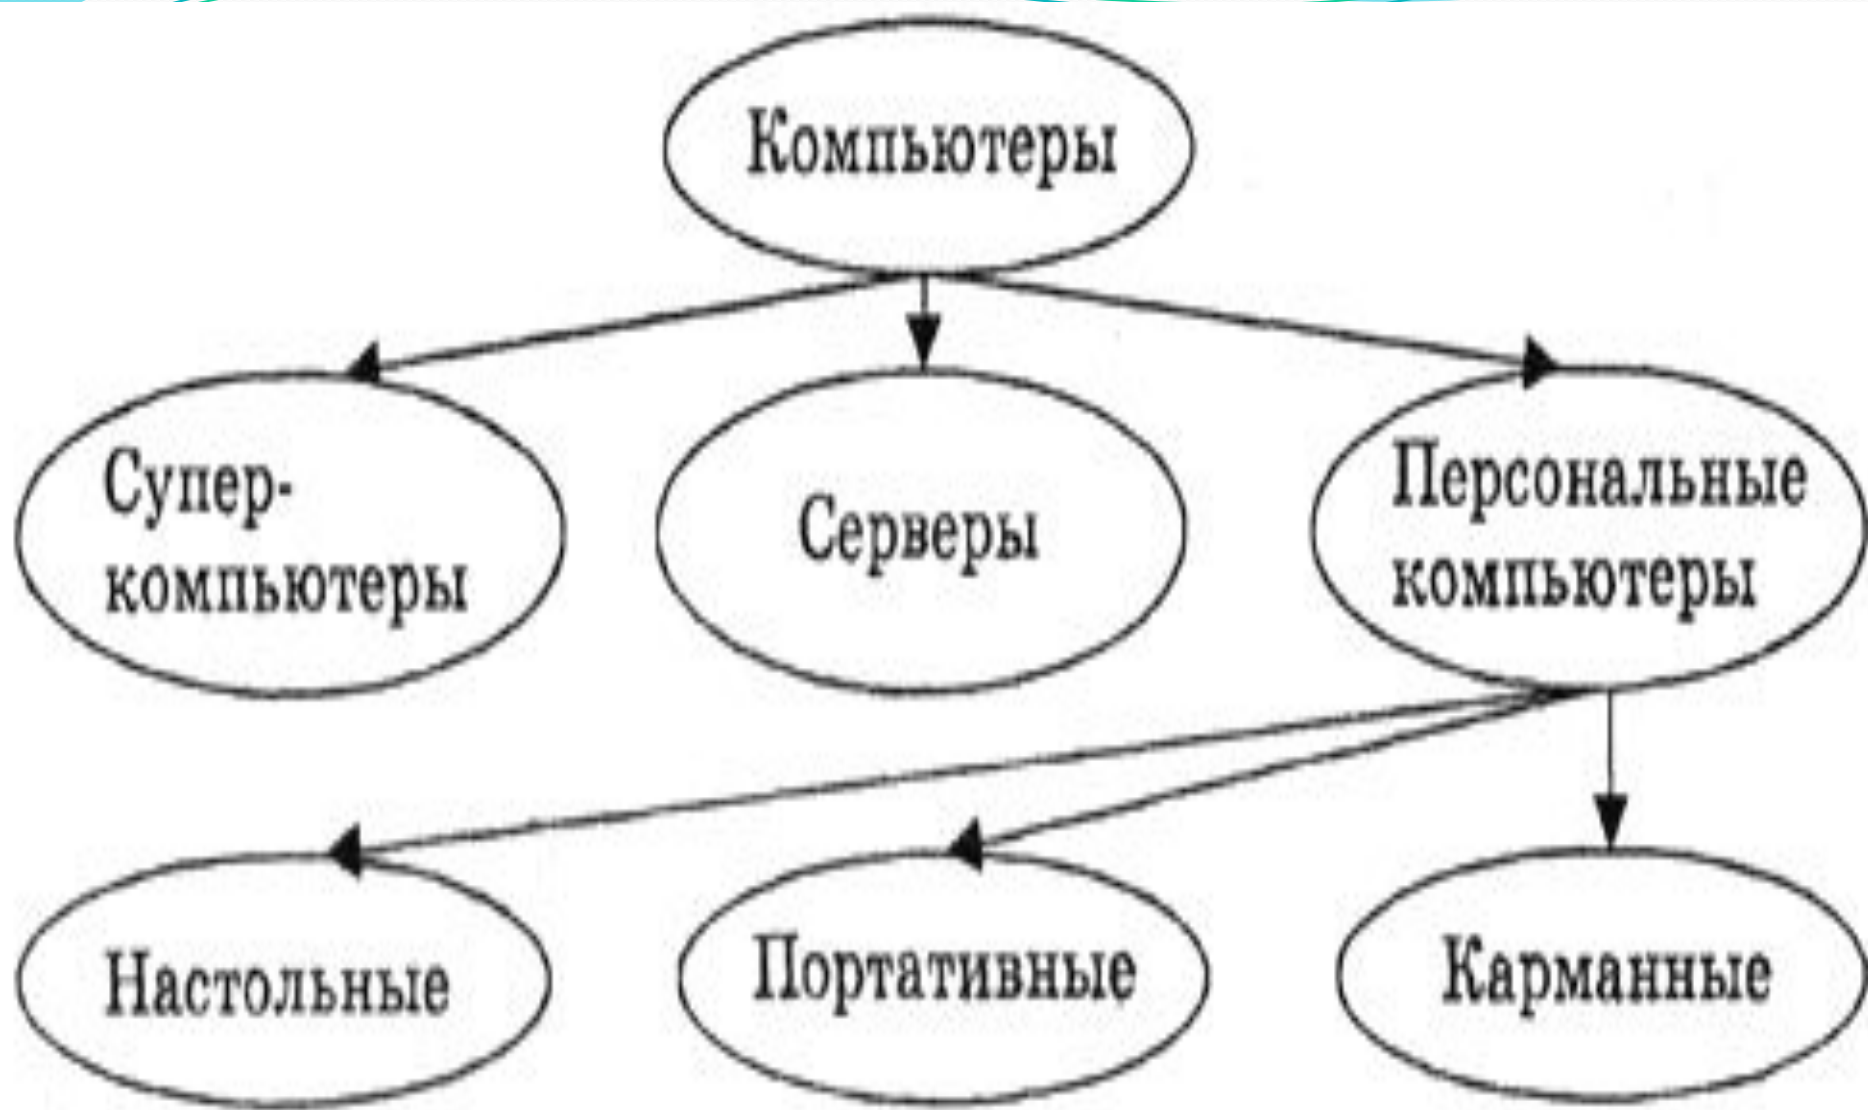 Компьютеры
Супер-
компьютеры
Серверы
Персональные
компьютеры
Настольные
Портативные
Карманные